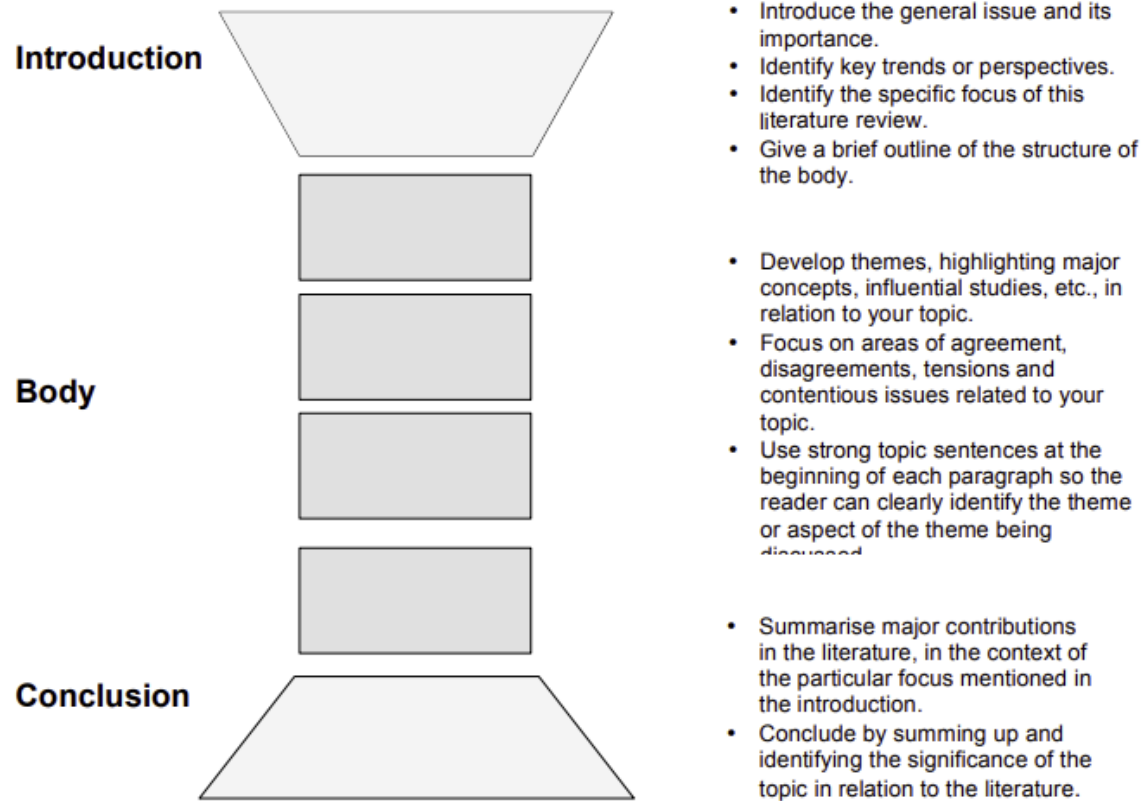 Introduction
• Introduce the general issue and its
importance.
• Identify key trends or perspectives.
• Identify the specific focus of this
literature review.
• Give a brief outline of the structure of
the body.
Body
• Develop themes, highlighting major
concepts, influential studies, etc., in
relation to your topic.
• Focus on areas of agreement,
disagreements, tensions and
contentious issues related to your
topic.
• Use strong topic sentences at the
beginning of each paragraph so the
reader can clearly identify the theme
or aspect of the theme being
Conclusion
• Summarise major contributions
in the literature, in the context of
the particular focus mentioned in
the introduction.
• Conclude by summing up and
identifying the significance of the
topic in relation to the literature.